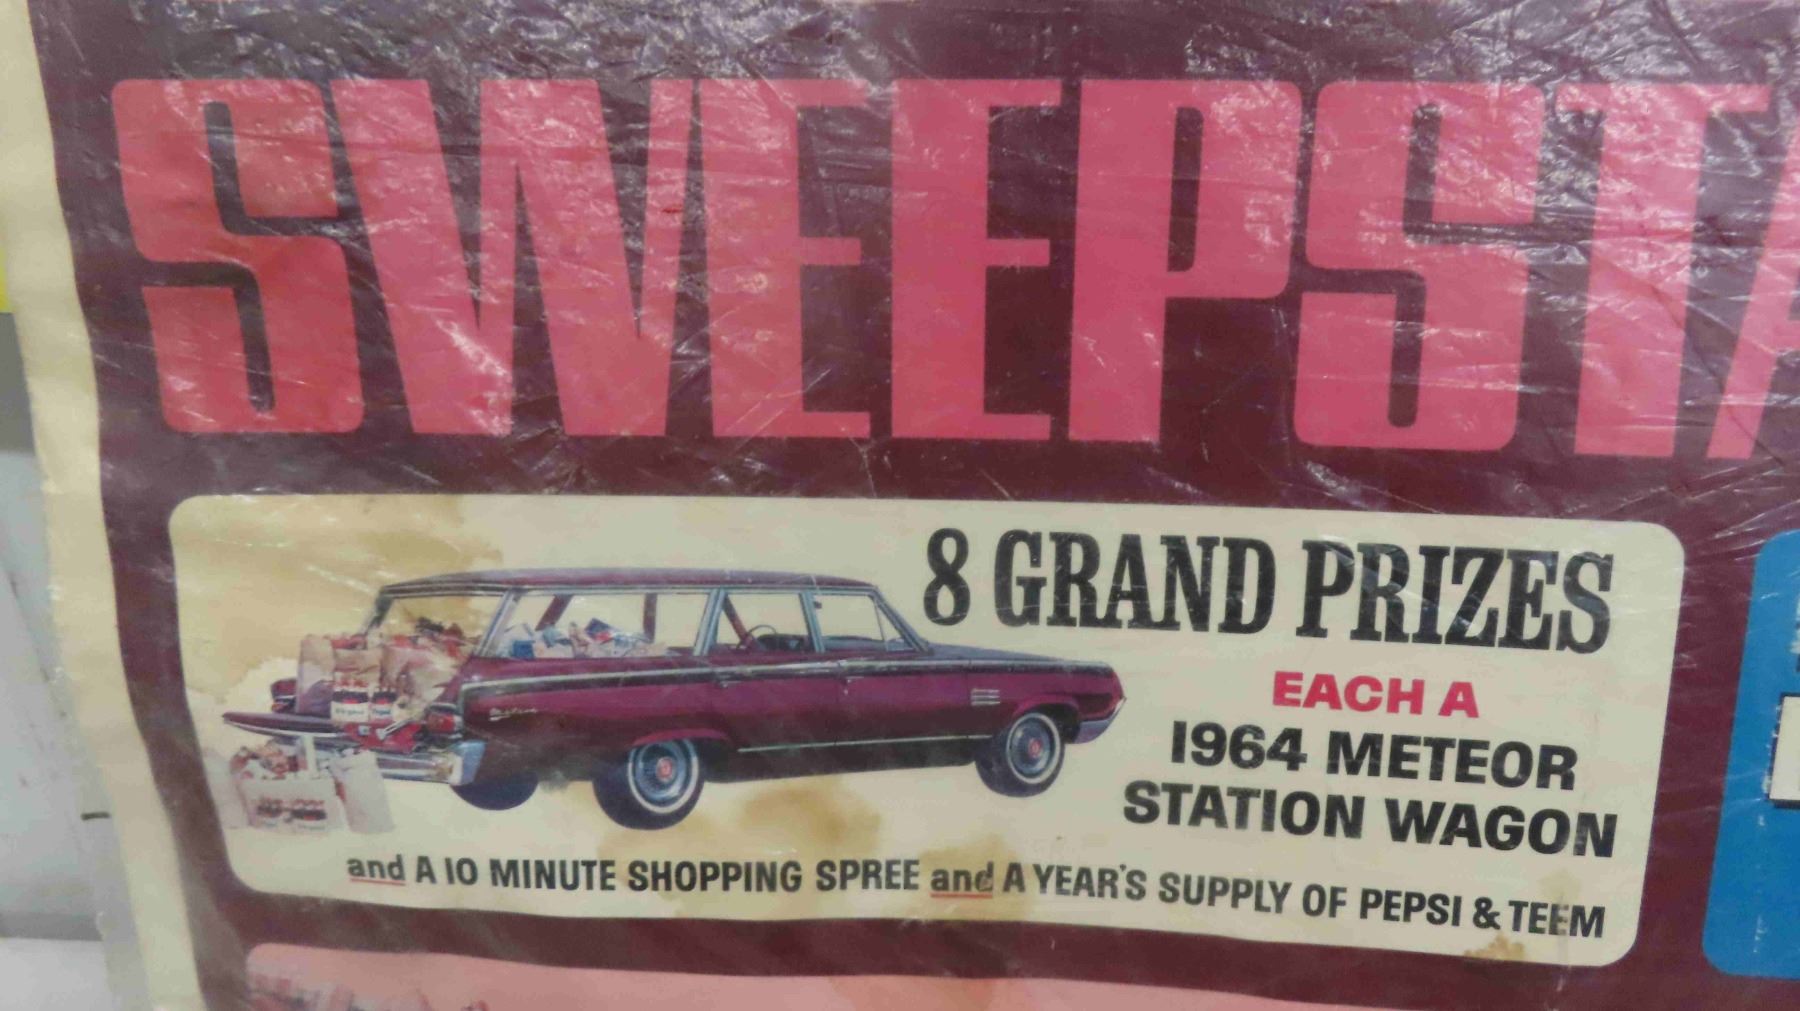 SWEEPSTA
8 GRAND PRIZES
EACH A
1964 METEOR
STATION WAGON
and A 10 MINUTE SHOPPING SPREE and A YEAR'S SUPPLY OF PEPSI & TEEM